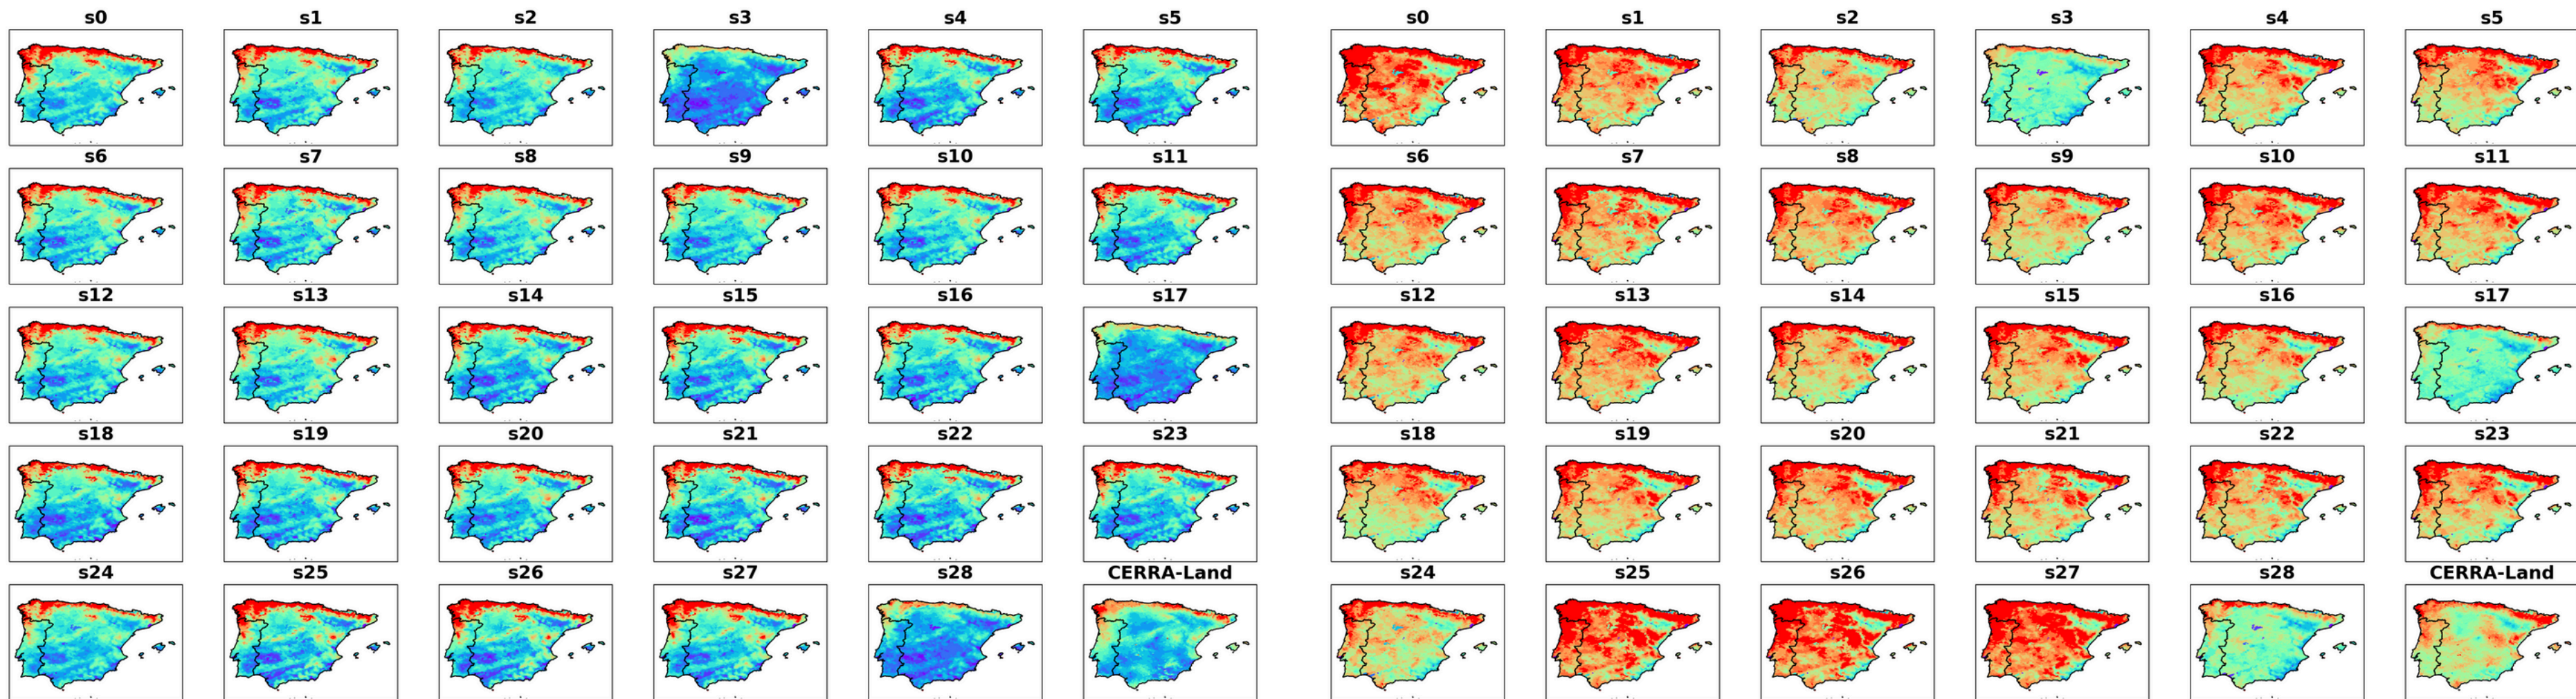 s0 s1 s2 s3 s4 s5 s0 s1 s2 s3 s4 s5
s6 s7 s8 s9 s10 s11 s6 s7 s8 s9 s10 s11
s12 s13 s14 s15 s16 s17 s12 s13 s14 s15 s16 s17
s18 s19 s20 s21 s22 s23 s18 s19 s20 s21 s22 s23
s24 s25 s26 s27 s28 CERRA-Land s24 s25 s26 s27 s28 CERRA-Land